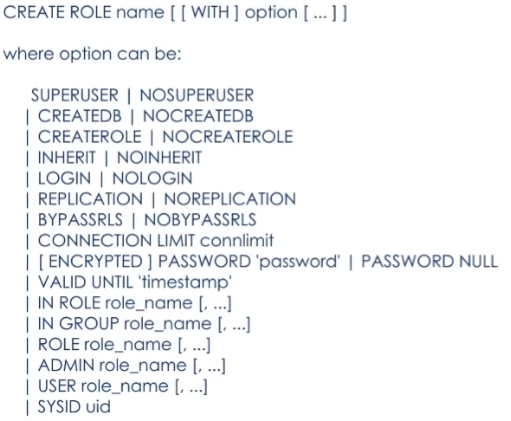 CREATE ROLE name [ [ WITH ] option [ ... ] ]
where option can be:
SUPERUSER | NOSUPERUSER
| CREATEDB | NOCREATEDB
| CREATEROLE | NOCREATEROLE
| INHERIT | NOINHERIT
| LOGIN | NOLOGIN
| REPLICATION | NOREPLICATION
| BYPASSRLS | NOBYPASSRLS
| CONNECTION LIMIT connlimit
| [ ENCRYPTED ] PASSWORD 'password' | PASSWORD NULL
| VALID UNTIL 'timestamp'
| IN ROLE role_name [, ...]
| IN GROUP role_name [, ...]
| ROLE role_name [, ...]
| ADMIN role_name [, ...]
| USER role_name [, ...]
| SYSID uid